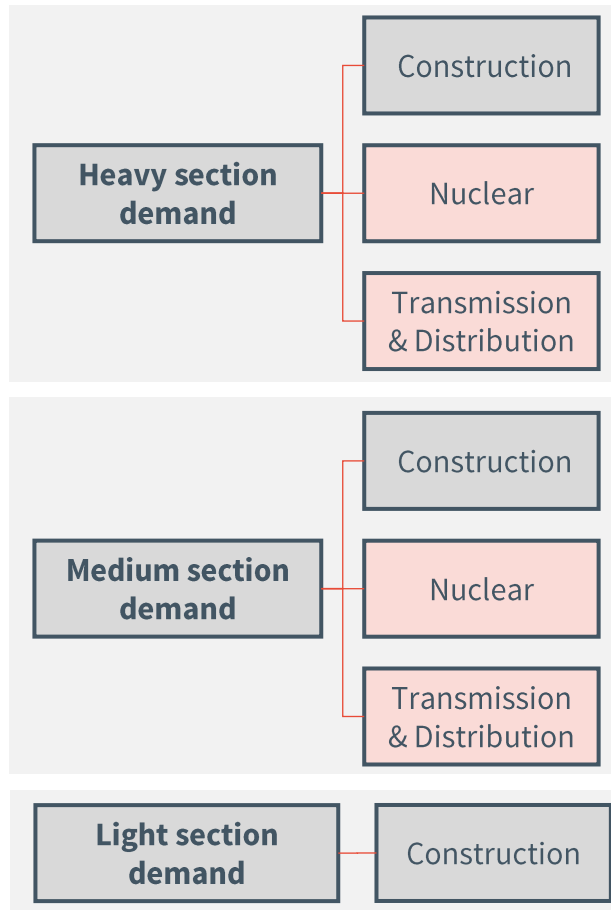 Construction
Heavy section
demand
Nuclear
Transmission
& Distribution
Construction
Medium section
demand
Nuclear
Transmission
& Distribution
Light section
demand
Construction